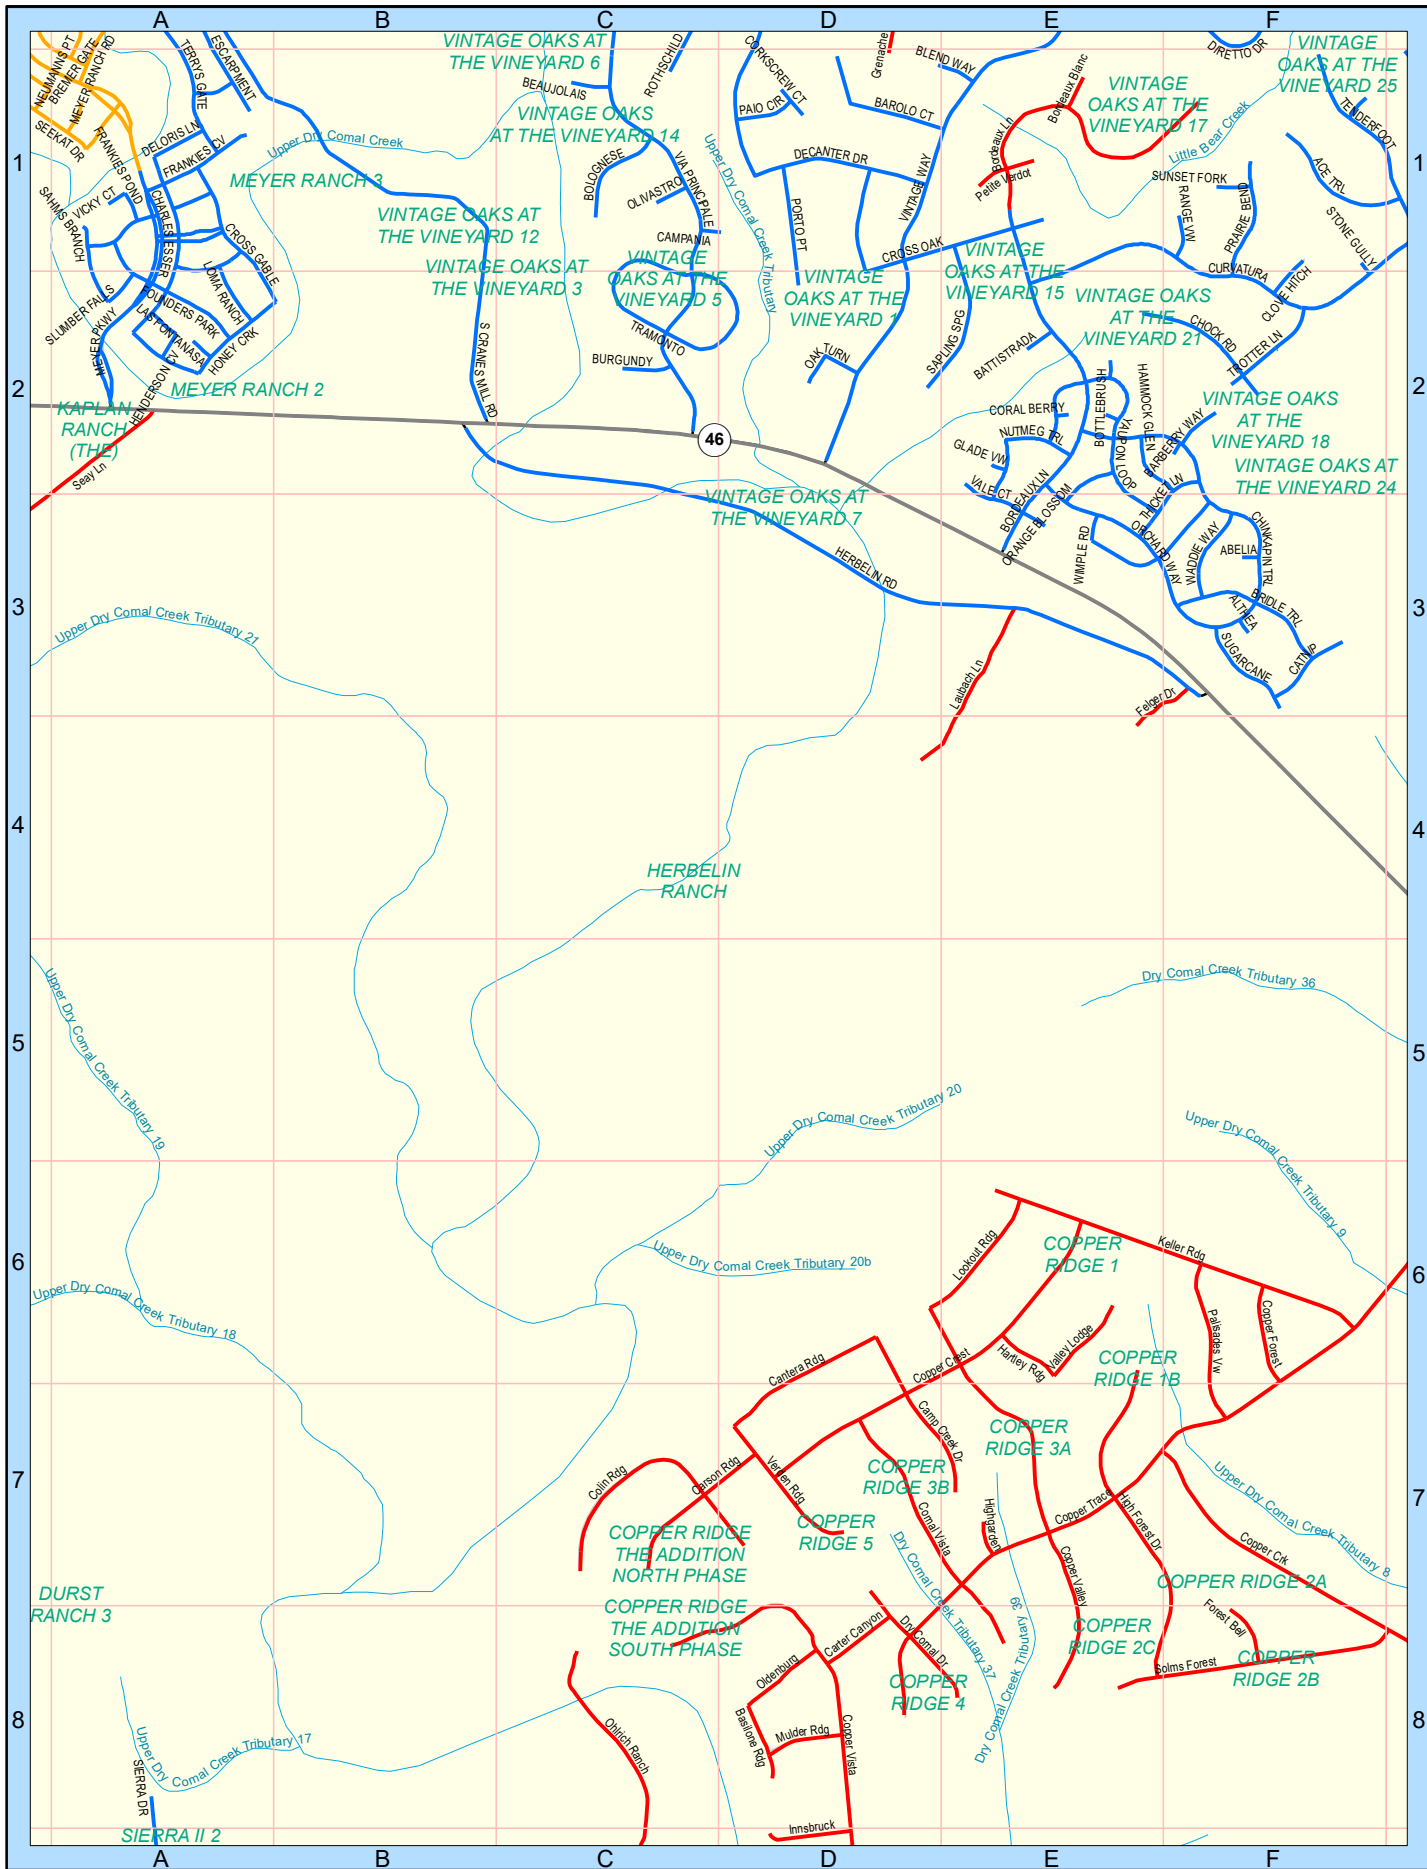 A B C D E F
NEUMANNS PT
BREMER GATE
MEYER RANCH RD
TERRYS GATE
ESCARPMENT
VINTAGE OAKS AT
THE VINEYARD 6
ROTHSCHILD
CORKSCREW CT
Grenache
BLEND WAY
DIRETTO DR
VINTAGE
OAKS AT THE
VINEYARD 25
BEAUJOLAIS
PAIO CIR
BAROLO CT
Bordeaux Blanc
VINTAGE
OAKS AT THE
VINEYARD 17
TENDERFOOT
SEEKAT DR
FRANKIES POND
DELORIS LN
FRANKIES CV
Upper Dry Comal Creek
VINTAGE OAKS
AT THE VINEYARD 14
Upper Dry Comal Creek Tributary
DECANTER DR
Bordeaux Ln
Petite Verdot
Little Bear Creek
1
1
SAHMS BRANCH
VICKY CT
CHARLES ESSER
MEYER RANCH 3
BOLOGNESE
OLIVASTRO
VIA PRINCIPALE
CAMPANIA
PORTO PT
VINTAGE WAY
SUNSET FORK
RANGE VW
PRAIRIE BEND
ACE TRL
STONE GULLY
VINTAGE OAKS AT
THE VINEYARD 12
CROSS GABLE
LOMA RANCH
VINTAGE OAKS AT
THE VINEYARD 3
VINTAGE
OAKS AT THE
VINEYARD 5
CROSS OAK
VINTAGE
OAKS AT THE
VINEYARD 15
VINTAGE
OAKS AT THE
VINEYARD 1
CURVATURA
CLOVE HITCH
VINTAGE OAKS
AT THE
VINEYARD 21
SLUMBER FALLS
MEYER PKWY
FOUNDERS PARK
LAS FONTANASA
HONEY CRK
S CRANES MILL RD
TRAMONTO
BURGUNDY
OAK TURN
SAPLING SPG
BATTISTRADA
CHOCK RD
TROTTER LN
2
2
HENDERSON CV
MEYER RANCH 2
KAPLAN
RANCH
(THE)
Seay Ln
46
CORAL BERRY
BOTTLEBRUSH
HAMMOCK GLEN
YAUPON LOOP
BARBERRY WAY
NUTMEG TRL
GLADE VW
VALE CT
BORDEAUX LN
ORANGE BLOSSOM
THICKET LN
VINTAGE OAKS
AT THE
VINEYARD 18
VINTAGE OAKS AT
THE VINEYARD 24
VINTAGE OAKS AT
THE VINEYARD 7
HERBELIN RD
WIMPLE RD
ORCHARD WAY
WADDIE WAY
ABELIA
CHINKAPIN TRL
3
3
Upper Dry Comal Creek Tributary 21
ALTHEA
BRIDLE TRL
SUGARCANE
CATNIP
Laubach Ln
Felger Dr
4
4
HERBELIN
RANCH
Upper Dry Comal Creek Tributary 19
Dry Comal Creek Tributary 36
5
5
Upper Dry Comal Creek Tributary 20
Upper Dry Comal Creek Tributary 9
6
6
Upper Dry Comal Creek Tributary 20b
Lookout Rdg
COPPER
RIDGE 1
Keller Rdg
Upper Dry Comal Creek Tributary 18
Palisades Vw
Copper Forest
Cantera Rdg
Copper Crest
Hartley Rdg
Valley Lodge
COPPER
RIDGE 1B
Camp Creek Dr
COPPER
RIDGE 3A
7
7
Colin Rdg
Carson Rdg
Vergen Rdg
COPPER
RIDGE 3B
Upper Dry Comal Creek Tributary 8
COPPER
RIDGE 5
Comal Vista
Highgarden
Copper Trace
High Forest Dr
COPPER RIDGE
THE ADDITION
NORTH PHASE
Copper Valley
Copper Crk
COPPER RIDGE 2A
DURST
RANCH 3
COPPER RIDGE
THE ADDITION
SOUTH PHASE
Dry Comal Creek Tributary 37
Dry Comal Creek Tributary 39
Carter Canyon
Dry Comal Dr
COPPER
RIDGE 2C
Forest Bell
COPPER
RIDGE 2B
Oldenburg
COPPER
RIDGE 4
Solms Forest
8
8
Upper Dry Comal Creek Tributary 17
Ohlrich Ranch
Basilone Rdg
Mulder Rdg
Copper Vista
SIERRA DR
SIERRA II 2
Innsbruck
A B C D E F